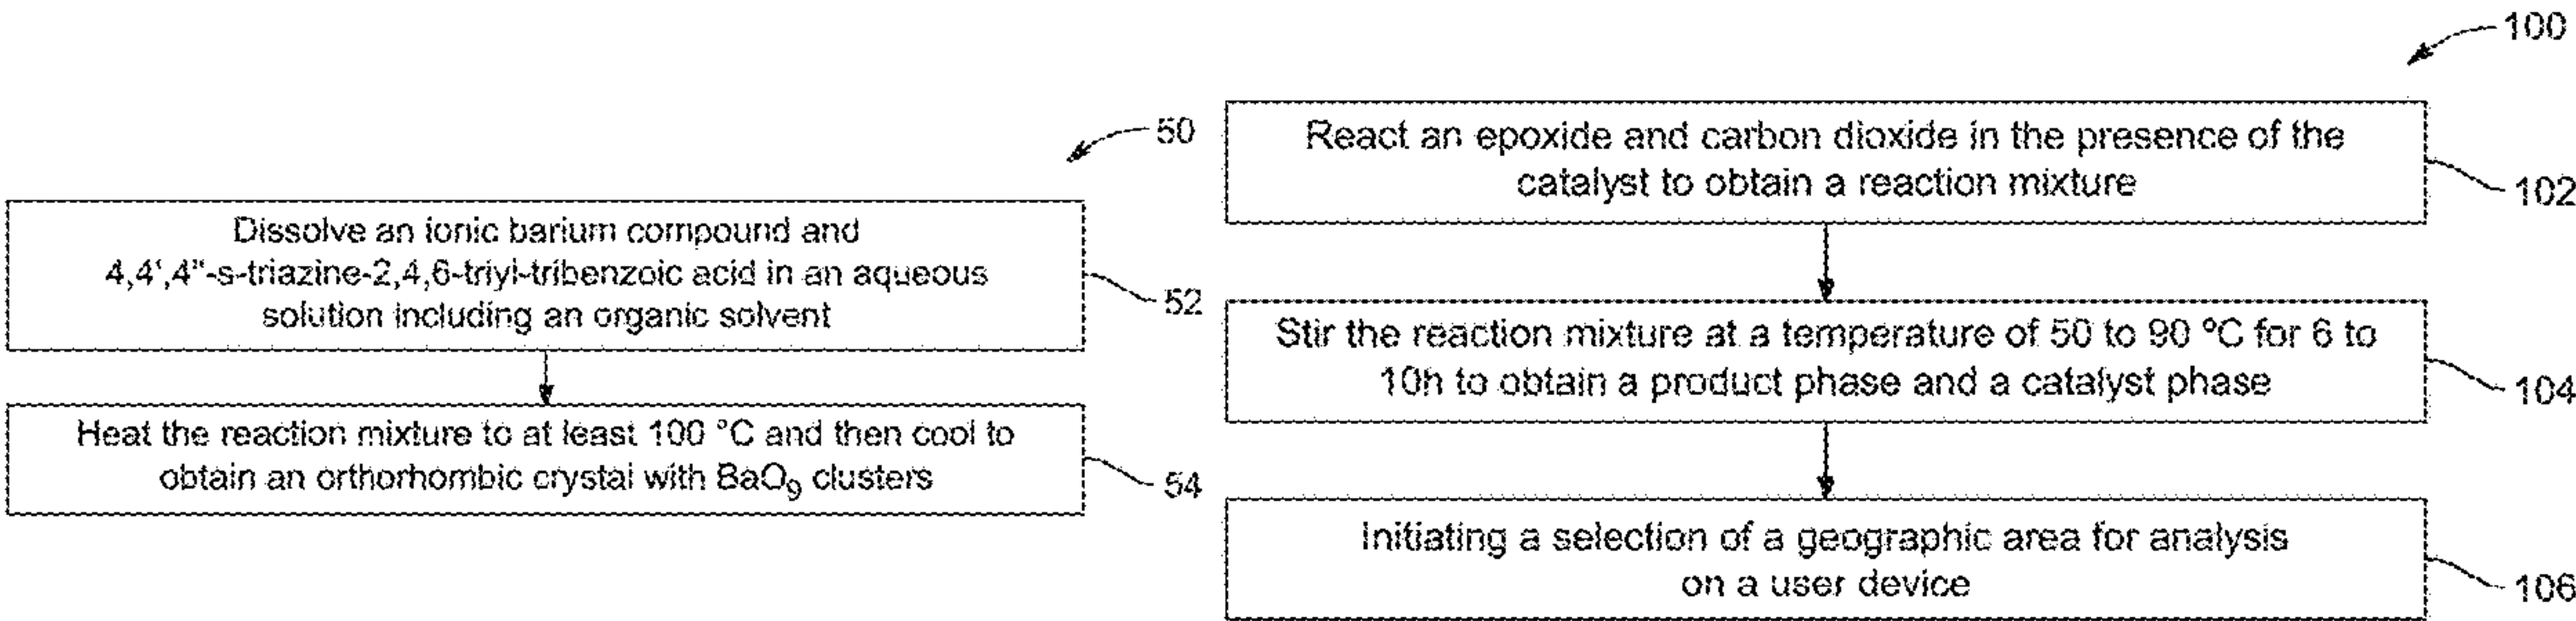 50
Dissolve an ionic barium compound and
4,4',4"-s-triazine-2,4,6-triyl-tribenzoic acid in an aqueous
solution including an organic solvent
52
Heat the reaction mixture to at least 100 °C and then cool to
obtain an orthorhombic crystal with BaO₉ clusters
54
100
React an epoxide and carbon dioxide in the presence of the
catalyst to obtain a reaction mixture
102
Stir the reaction mixture at a temperature of 50 to 90 ºC for 6 to
10h to obtain a product phase and a catalyst phase
104
Initiating a selection of a geographic area for analysis
on a user device
106